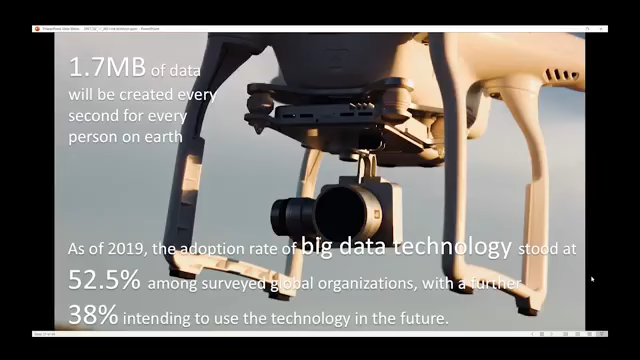 1.7MB of data
will be created every
second for every
person on earth
As of 2019, the adoption rate of big data technology stood at
52.5% among surveyed global organizations, with a further
38% intending to use the technology in the future.